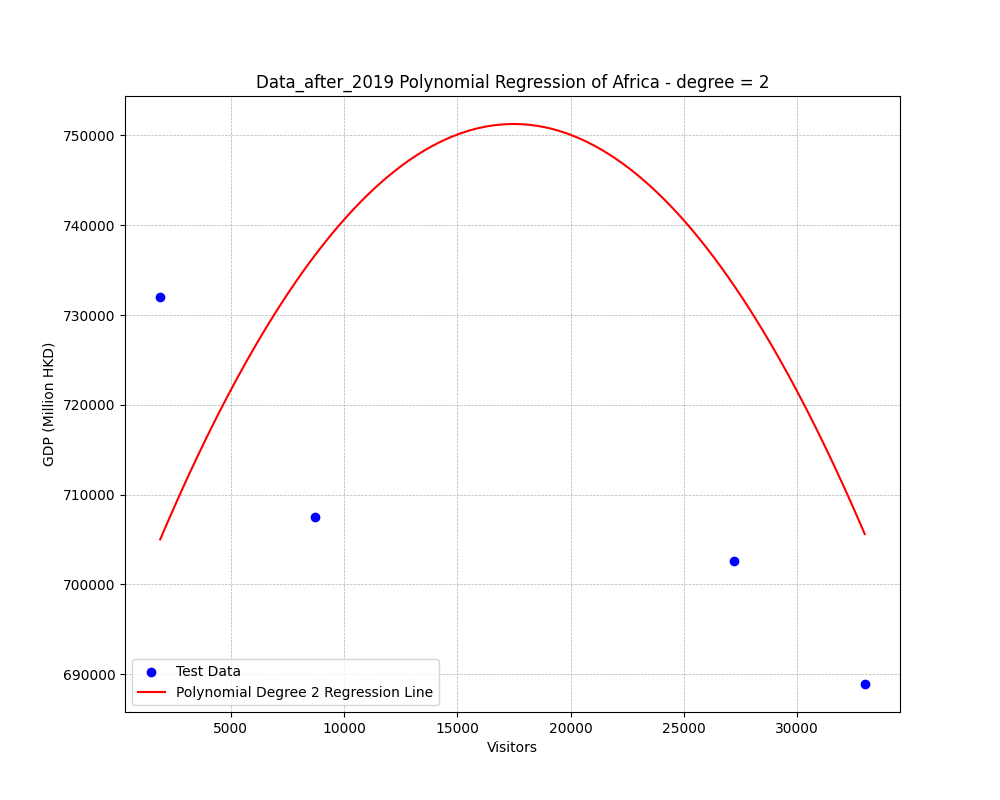 Data_after_2019 Polynomial Regression of Africa - degree = 2
750000
740000
730000
720000
710000
700000
690000
GDP (Million HKD)
Test Data
Polynomial Degree 2 Regression Line
5000 10000 15000 20000 25000 30000
Visitors